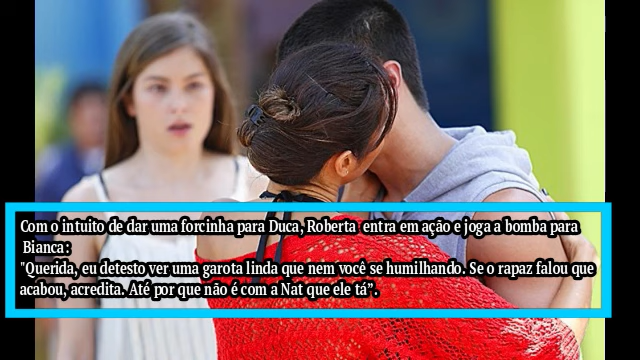 Com o intuito de dar uma forcinha para Duca, Roberta entra em ação e joga a bomba para
Bianca:
"Querida, eu detesto ver uma garota linda que nem você se humilhando. Se o rapaz falou que
acabou, acredita. Até por que não é com a Nat que ele tá”.